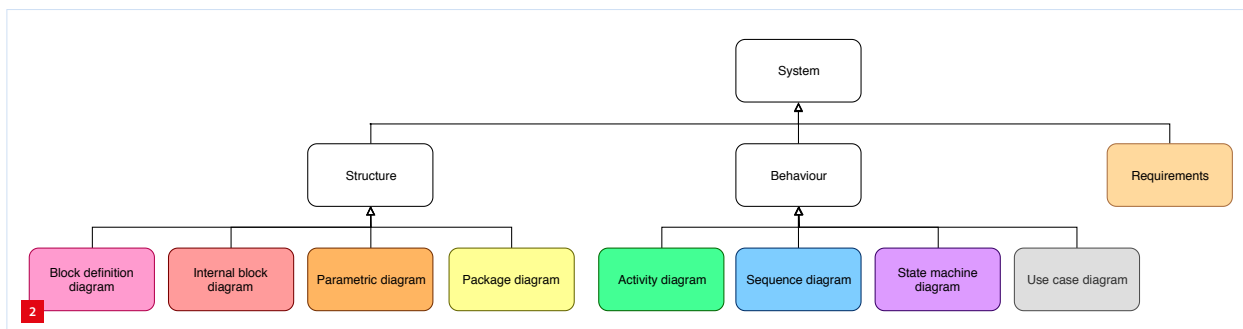 System
Structure
Behaviour
Requirements
Block definition
diagram
Internal block
diagram
Parametric diagram
Package diagram
Activity diagram
Sequence diagram
State machine
diagram
Use case diagram
2